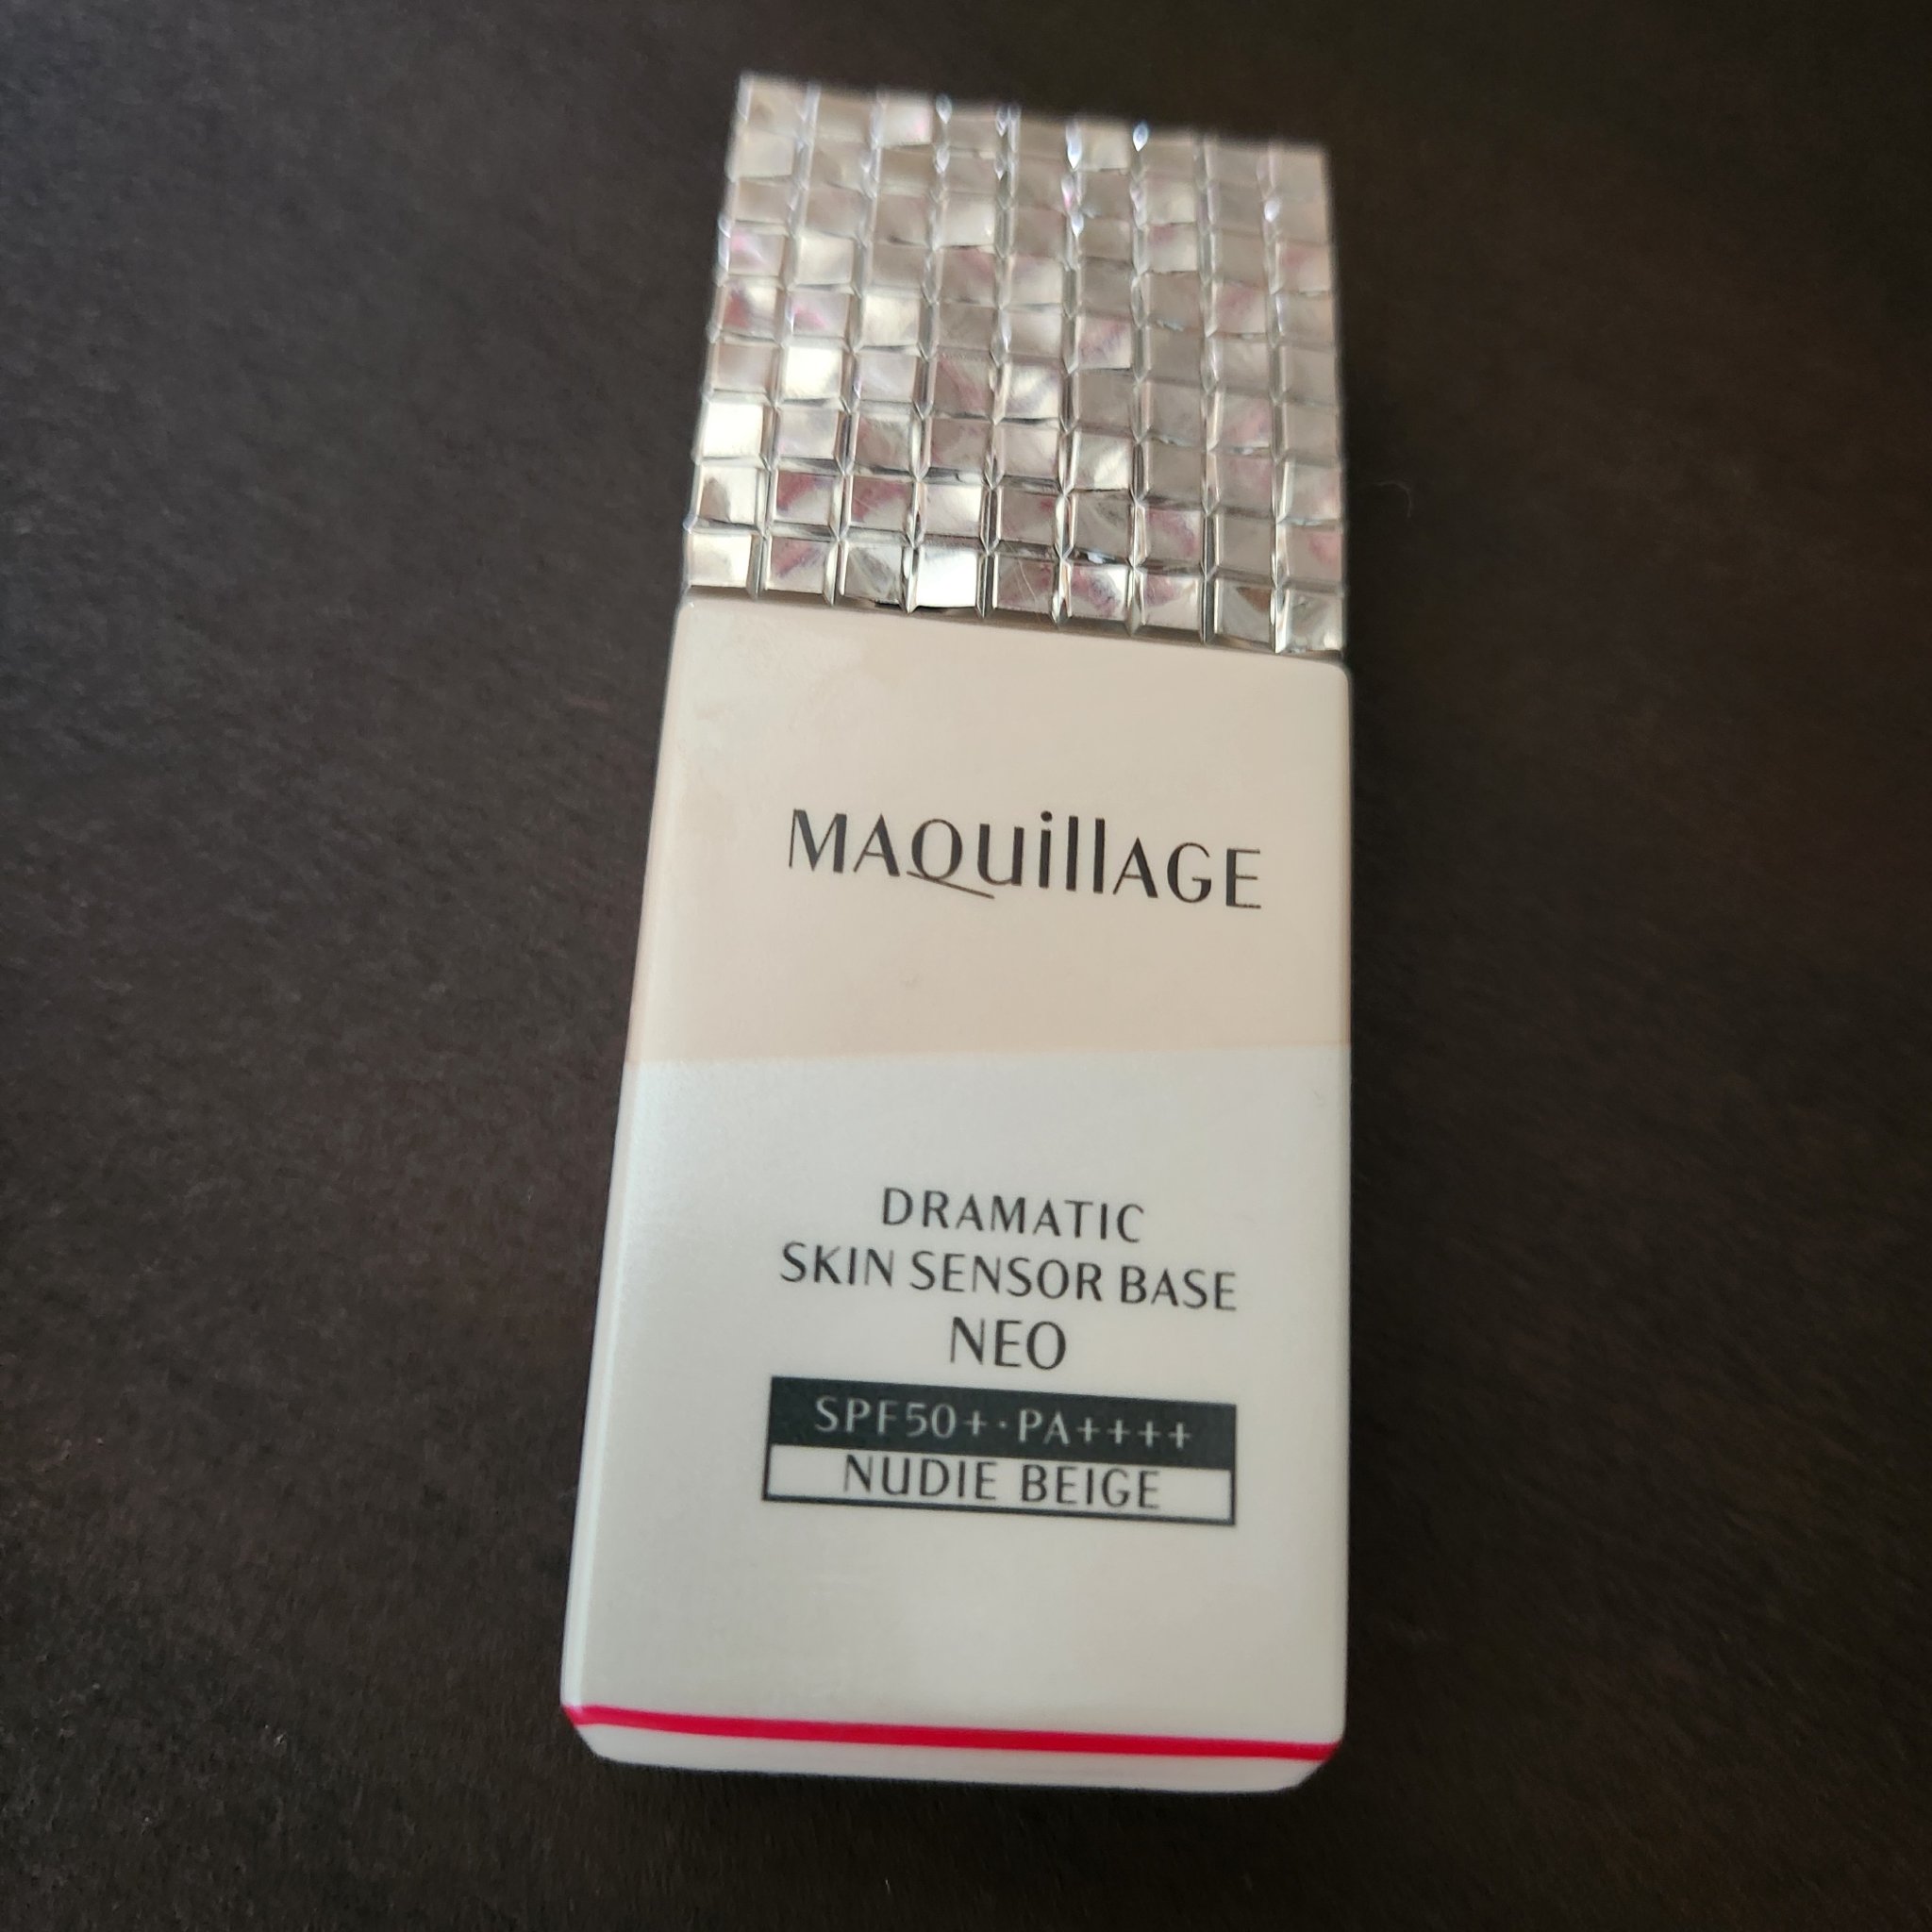 MAQuillAGE
DRAMATIC
SKIN SENSOR BASE
NEO
SPF50+·PA++++
NUDIE BEIGE